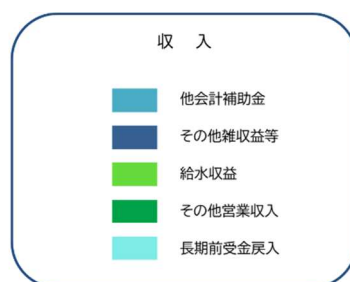 収 入
他会計補助金
その他雑収益等
給水収益
その他営業収入
長期前受金戻入